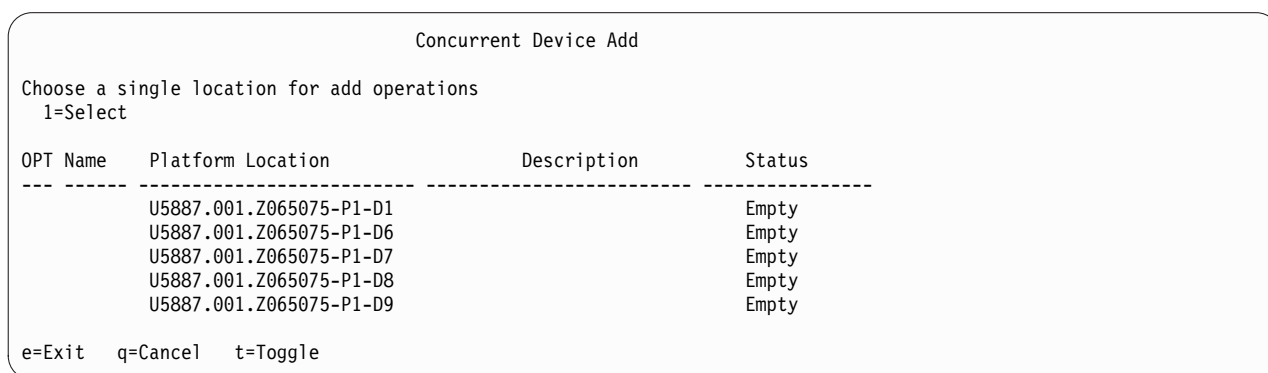 Concurrent Device Add
Choose a single location for add operations
1=Select
OPT Name Platform Location Description Status
--- ------ -------------------------- ------------------------- ----------------
U5887.001.Z065075-P1-D1 Empty
U5887.001.Z065075-P1-D6 Empty
U5887.001.Z065075-P1-D7 Empty
U5887.001.Z065075-P1-D8 Empty
U5887.001.Z065075-P1-D9 Empty
e=Exit q=Cancel t=Toggle